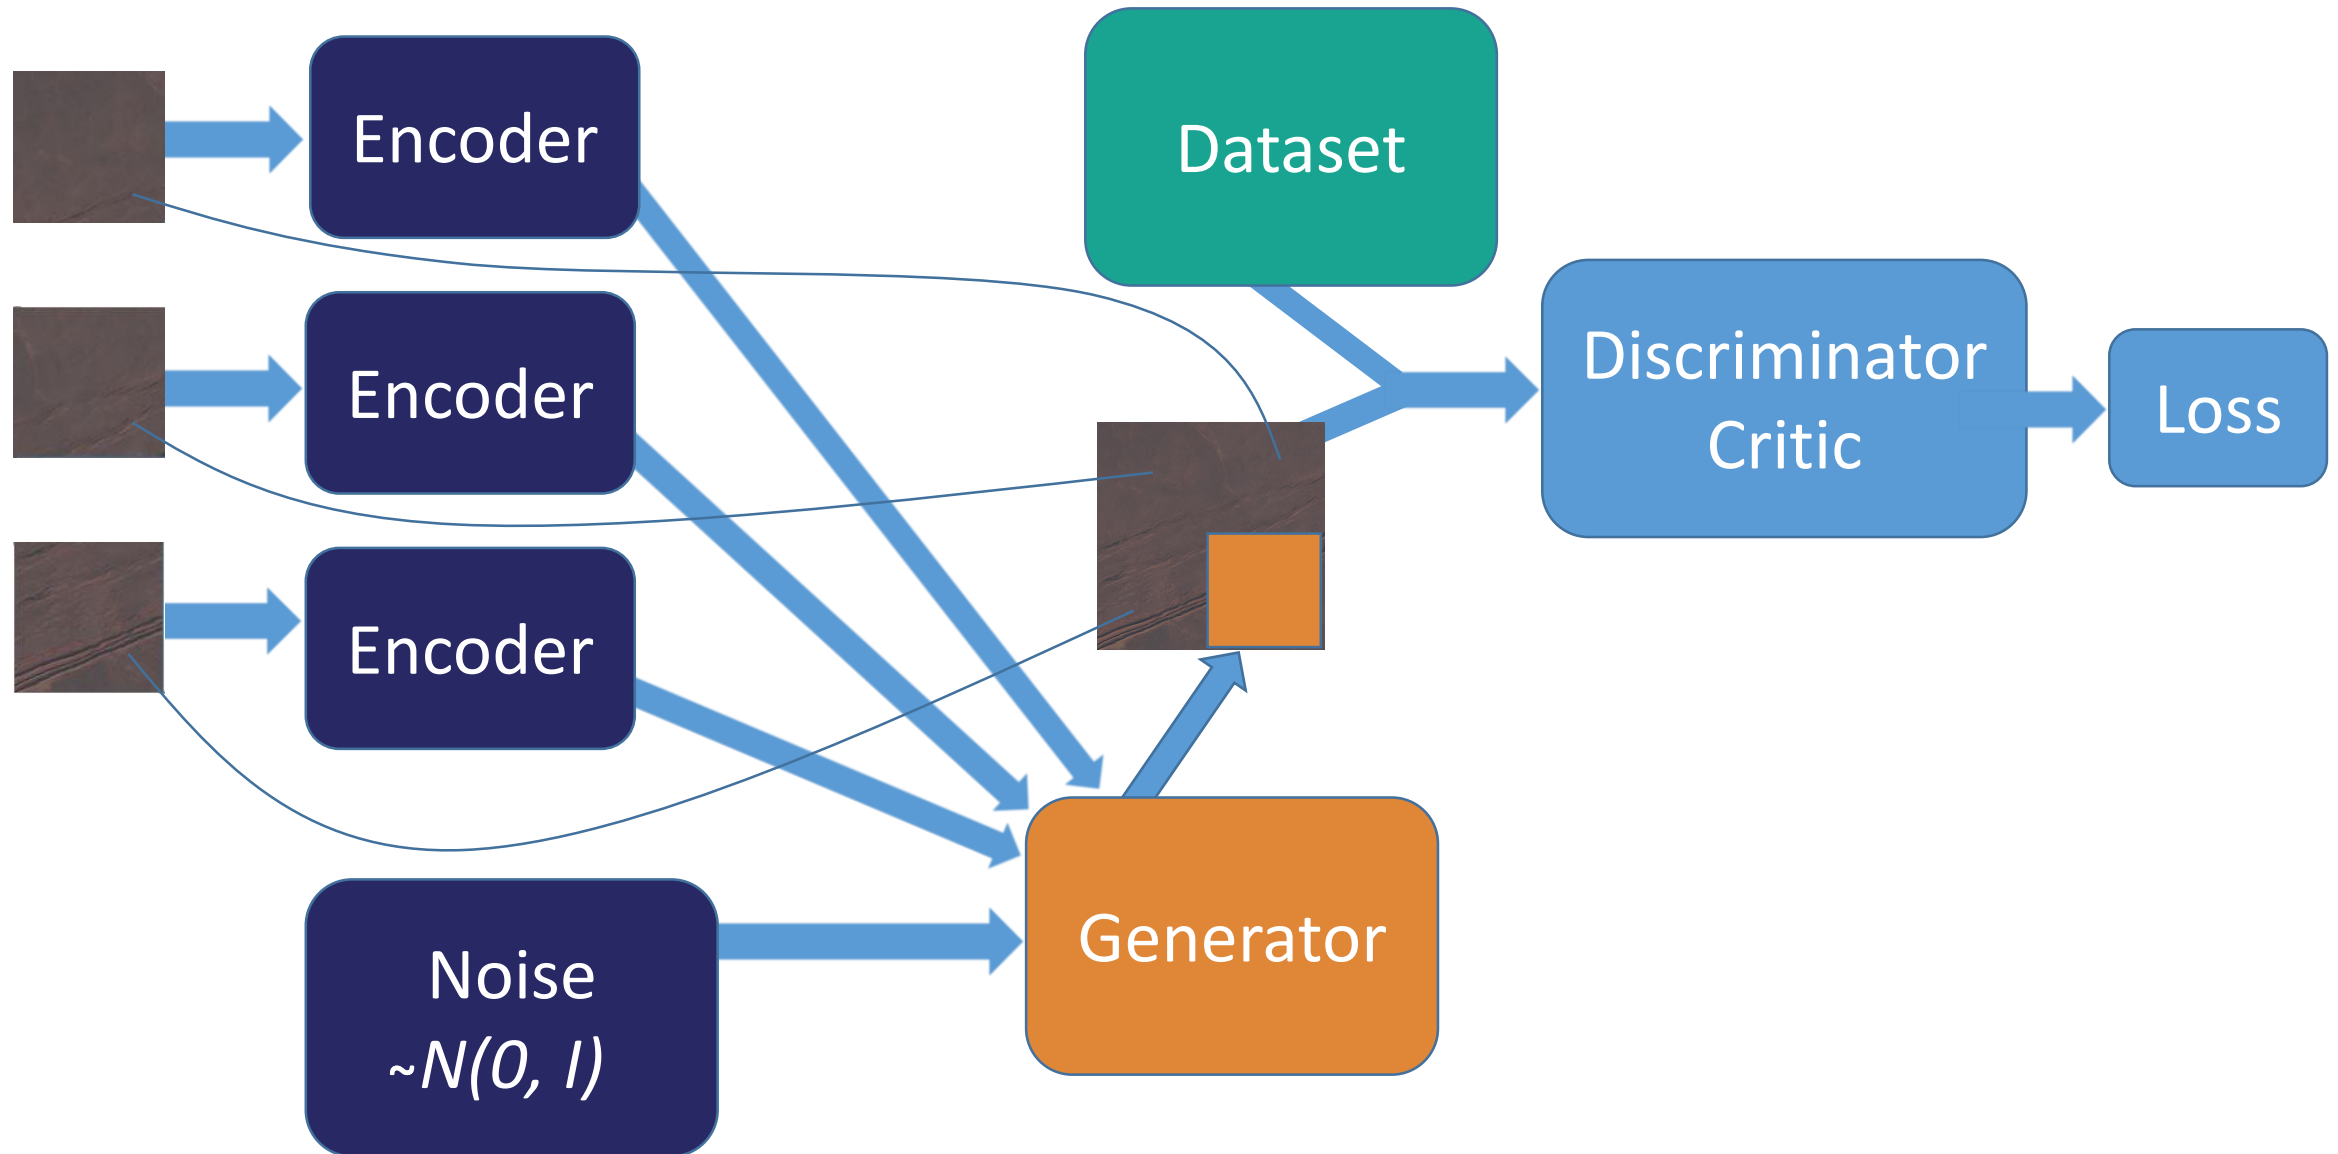 Encoder
Encoder
Encoder
Noise
~N(0, I)
Dataset
Generator
Discriminator
Critic
Loss